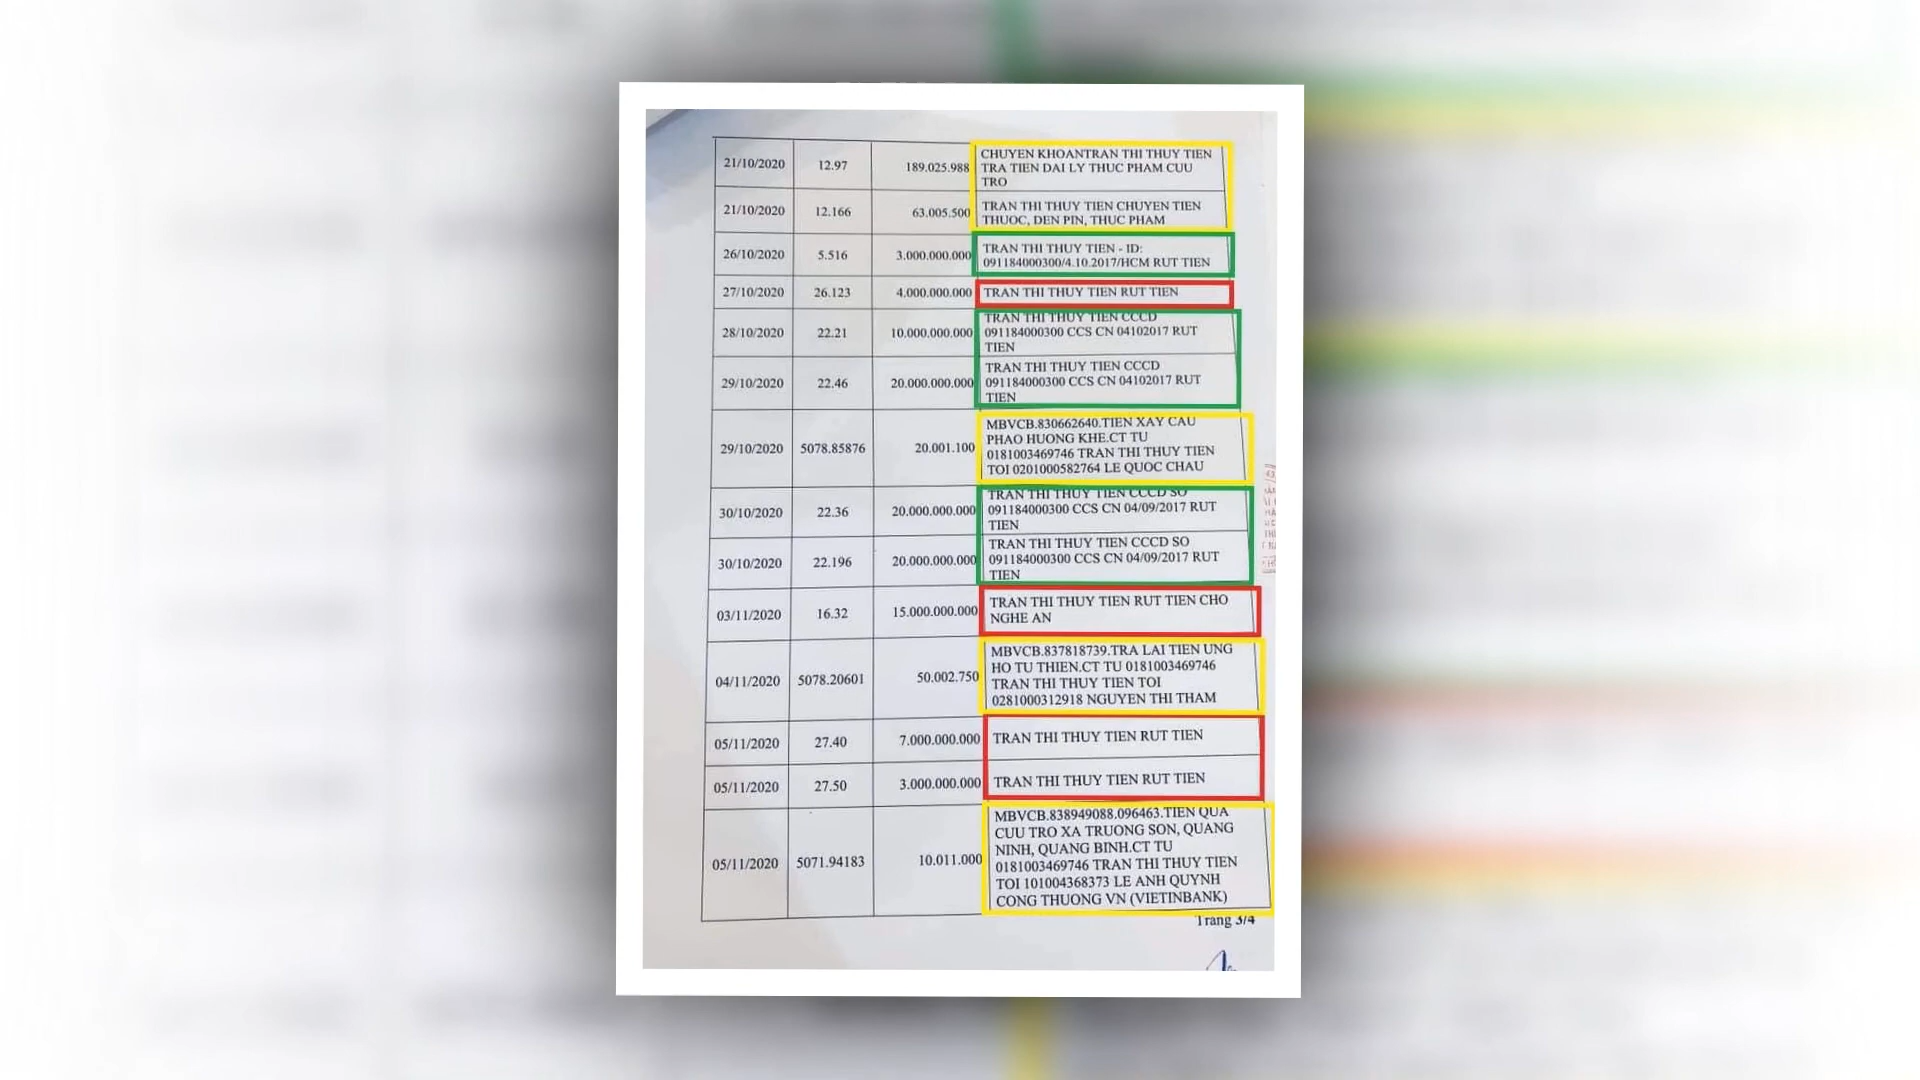 21/10/2020 12.97 189.025.988 CHUYEN KHOANTRAN THI THUY TIEN
TRA TIEN DAI LY THUC PHAM CUU
TRO
21/10/2020 12.166 63.005.500 TRAN THI THUY TIEN CHUYEN TIEN
THUOC, DEN PIN, THUC PHAM
26/10/2020 5.516 3.000.000.000 TRAN THI THUY TIEN - ID:
091184000300/4.10.2017/HCM RUT TIEN
27/10/2020 26.123 4.000.000.000 TRAN THI THUY TIEN RUT TIEN
28/10/2020 22.21 10.000.000.000 TRAN THI THUY TIEN CCCD
091184000300 CCS CN 04102017 RUT
TIEN
29/10/2020 22.46 20.000.000.000 TRAN THI THUY TIEN CCCD
091184000300 CCS CN 04102017 RUT
TIEN
29/10/2020 5078.85876 20.001.100 MBVCB.830662640.TIEN XAY CAU
PHAO HUONG KHE.CT TU
0181003469746 TRAN THI THUY TIEN
TOI 0201000582764 LE QUOC CHAU
30/10/2020 22.36 20.000.000.000 TRAN THI THUY TIEN CCCD SO
091184000300 CCS CN 04/09/2017 RUT
TIEN
30/10/2020 22.196 20.000.000.000 TRAN THI THUY TIEN CCCD SO
091184000300 CCS CN 04/09/2017 RUT
TIEN
03/11/2020 16.32 15.000.000.000 TRAN THI THUY TIEN RUT TIEN CHO
NGHE AN
04/11/2020 5078.20601 50.002.750 MBVCB.837818739.TRA LAI TIEN UNG
HO TU THIEN.CT TU 0181003469746
TRAN THI THUY TIEN TOI
0281000312918 NGUYEN THI THAM
05/11/2020 27.40 7.000.000.000 TRAN THI THUY TIEN RUT TIEN
05/11/2020 27.50 3.000.000.000 TRAN THI THUY TIEN RUT TIEN
05/11/2020 5071.94183 10.011.000 MBVCB.838949088.096463.TIEN QUA
CUU TRO XA TRUONG SON, QUANG
NINH, QUANG BINH.CT TU
0181003469746 TRAN THI THUY TIEN
TOI 101004368373 LE ANH QUYNH
CONG THUONG VN (VIETINBANK)
Trang 3/4